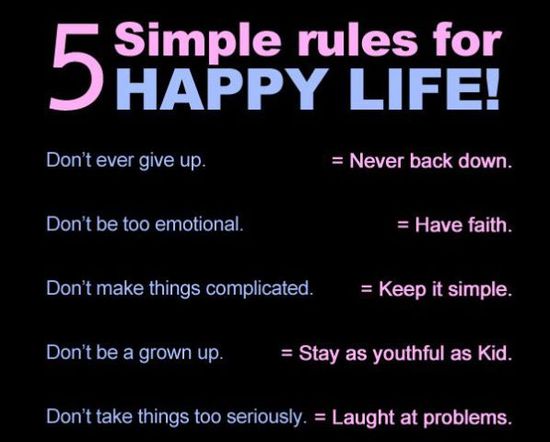 5 Simple rules for
HAPPY LIFE!
Don't ever give up. = Never back down.
Don't be too emotional. = Have faith.
Don't make things complicated. = Keep it simple.
Don't be a grown up. = Stay as youthful as Kid.
Don't take things too seriously. = Laught at problems.